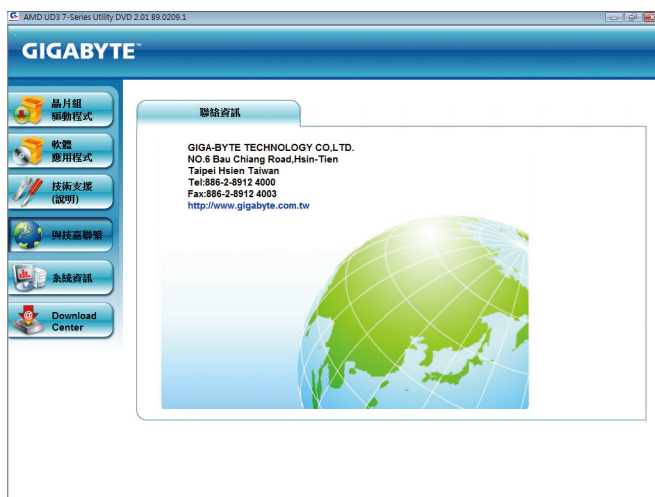 AMD UD3 7-Series Utility DVD 2.01 B9.0209.1
GIGABYTE™
晶片組
驅動程式
軟體
應用程式
技術支援
(說明)
與技嘉聯繫
系統資訊
Download
Center
聯絡資訊
GIGA-BYTE TECHNOLOGY CO,LTD.
NO.6 Bau Chiang Road,Hsin-Tien
Taipei Hsien Taiwan
Tel:886-2-8912 4000
Fax:886-2-8912 4003
http://www.gigabyte.com.tw